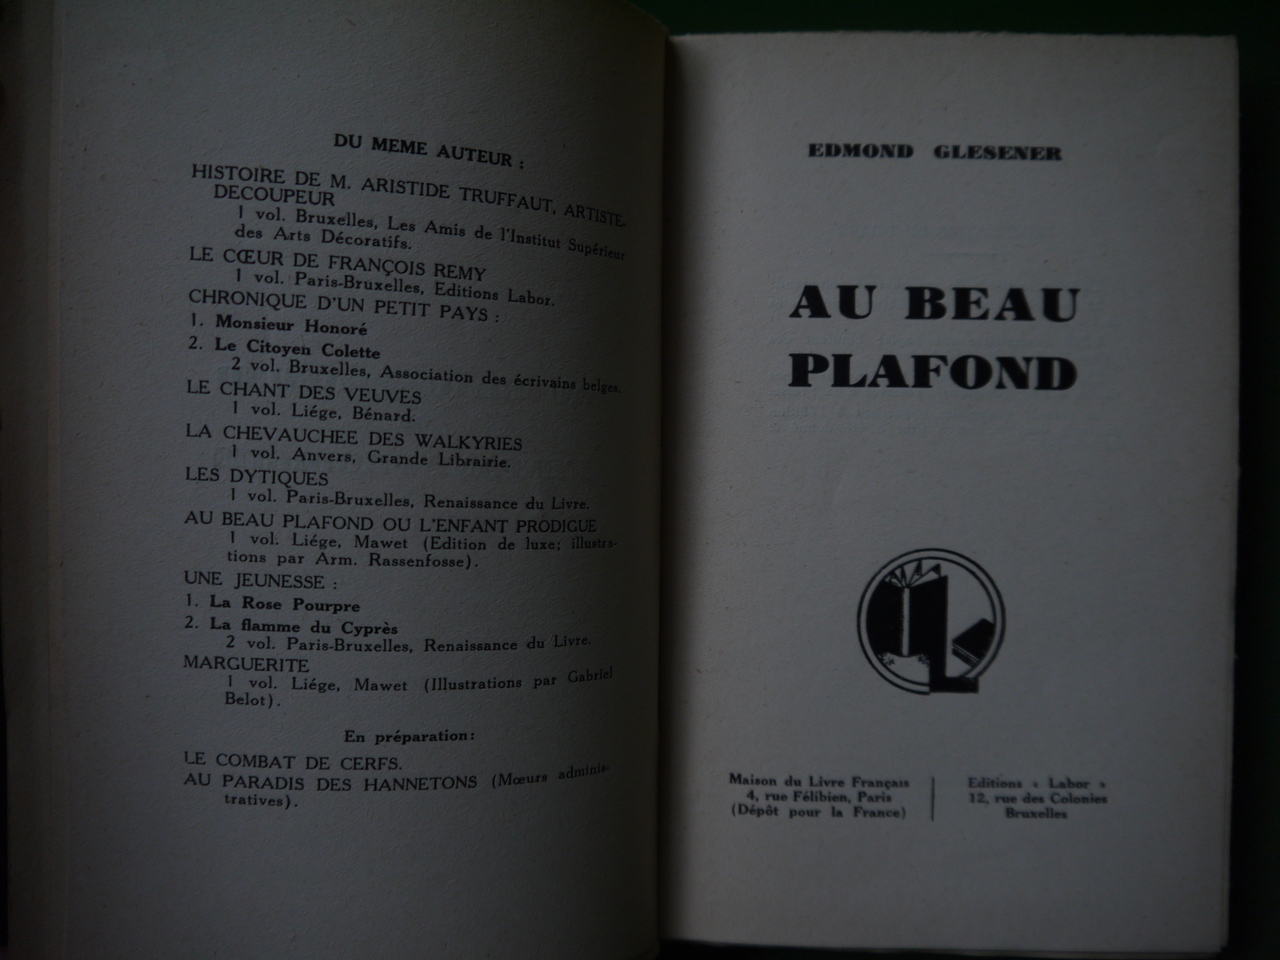 DU MEME AUTEUR :
HISTOIRE DE M. ARISTIDE TRUFFAUT, ARTISTE-
DECOUPEUR
1 vol. Bruxelles, Les Amis de l'Institut Supérieur
des Arts Décoratifs.
LE CŒUR DE FRANÇOIS REMY
1 vol. Paris-Bruxelles, Editions Labor.
CHRONIQUE D'UN PETIT PAYS :
1. Monsieur Honoré
2. Le Citoyen Colette
2 vol. Bruxelles, Association des écrivains belges.
LE CHANT DES VEUVES
1 vol. Liége, Bénard.
LA CHEVAUCHEE DES WALKYRIES
1 vol. Anvers, Grande Librairie.
LES DYTIQUES
1 vol. Paris-Bruxelles, Renaissance du Livre.
AU BEAU PLAFOND OU L'ENFANT PRODIGUE
1 vol. Liége, Mawet (Edition de luxe; illustra-
tions par Arm. Rassenfosse).
UNE JEUNESSE :
1. La Rose Pourpre
2. La flamme du Cyprès
2 vol. Paris-Bruxelles, Renaissance du Livre.
MARGUERITE
1 vol. Liége, Mawet (Illustrations par Gabriel
Belot).
En préparation :
LE COMBAT DE CERFS.
AU PARADIS DES HANNETONS (Mœurs adminis-
tratives).
EDMOND GLESENER
AU BEAU
PLAFOND
L
Maison du Livre Français
4, rue Félibien, Paris
(Dépôt pour la France)
Editions « Labor »
12, rue des Colonies
Bruxelles